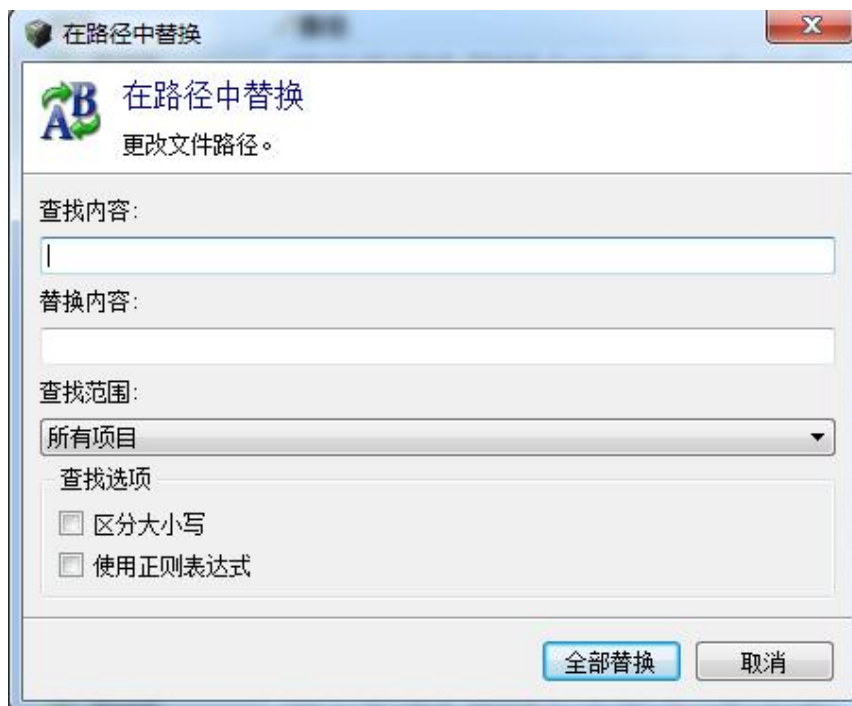 在路径中替换
在路径中替换
更改文件路径。
查找内容:
替换内容:
查找范围:
所有项目
查找选项
区分大小写
使用正则表达式
全部替换 取消